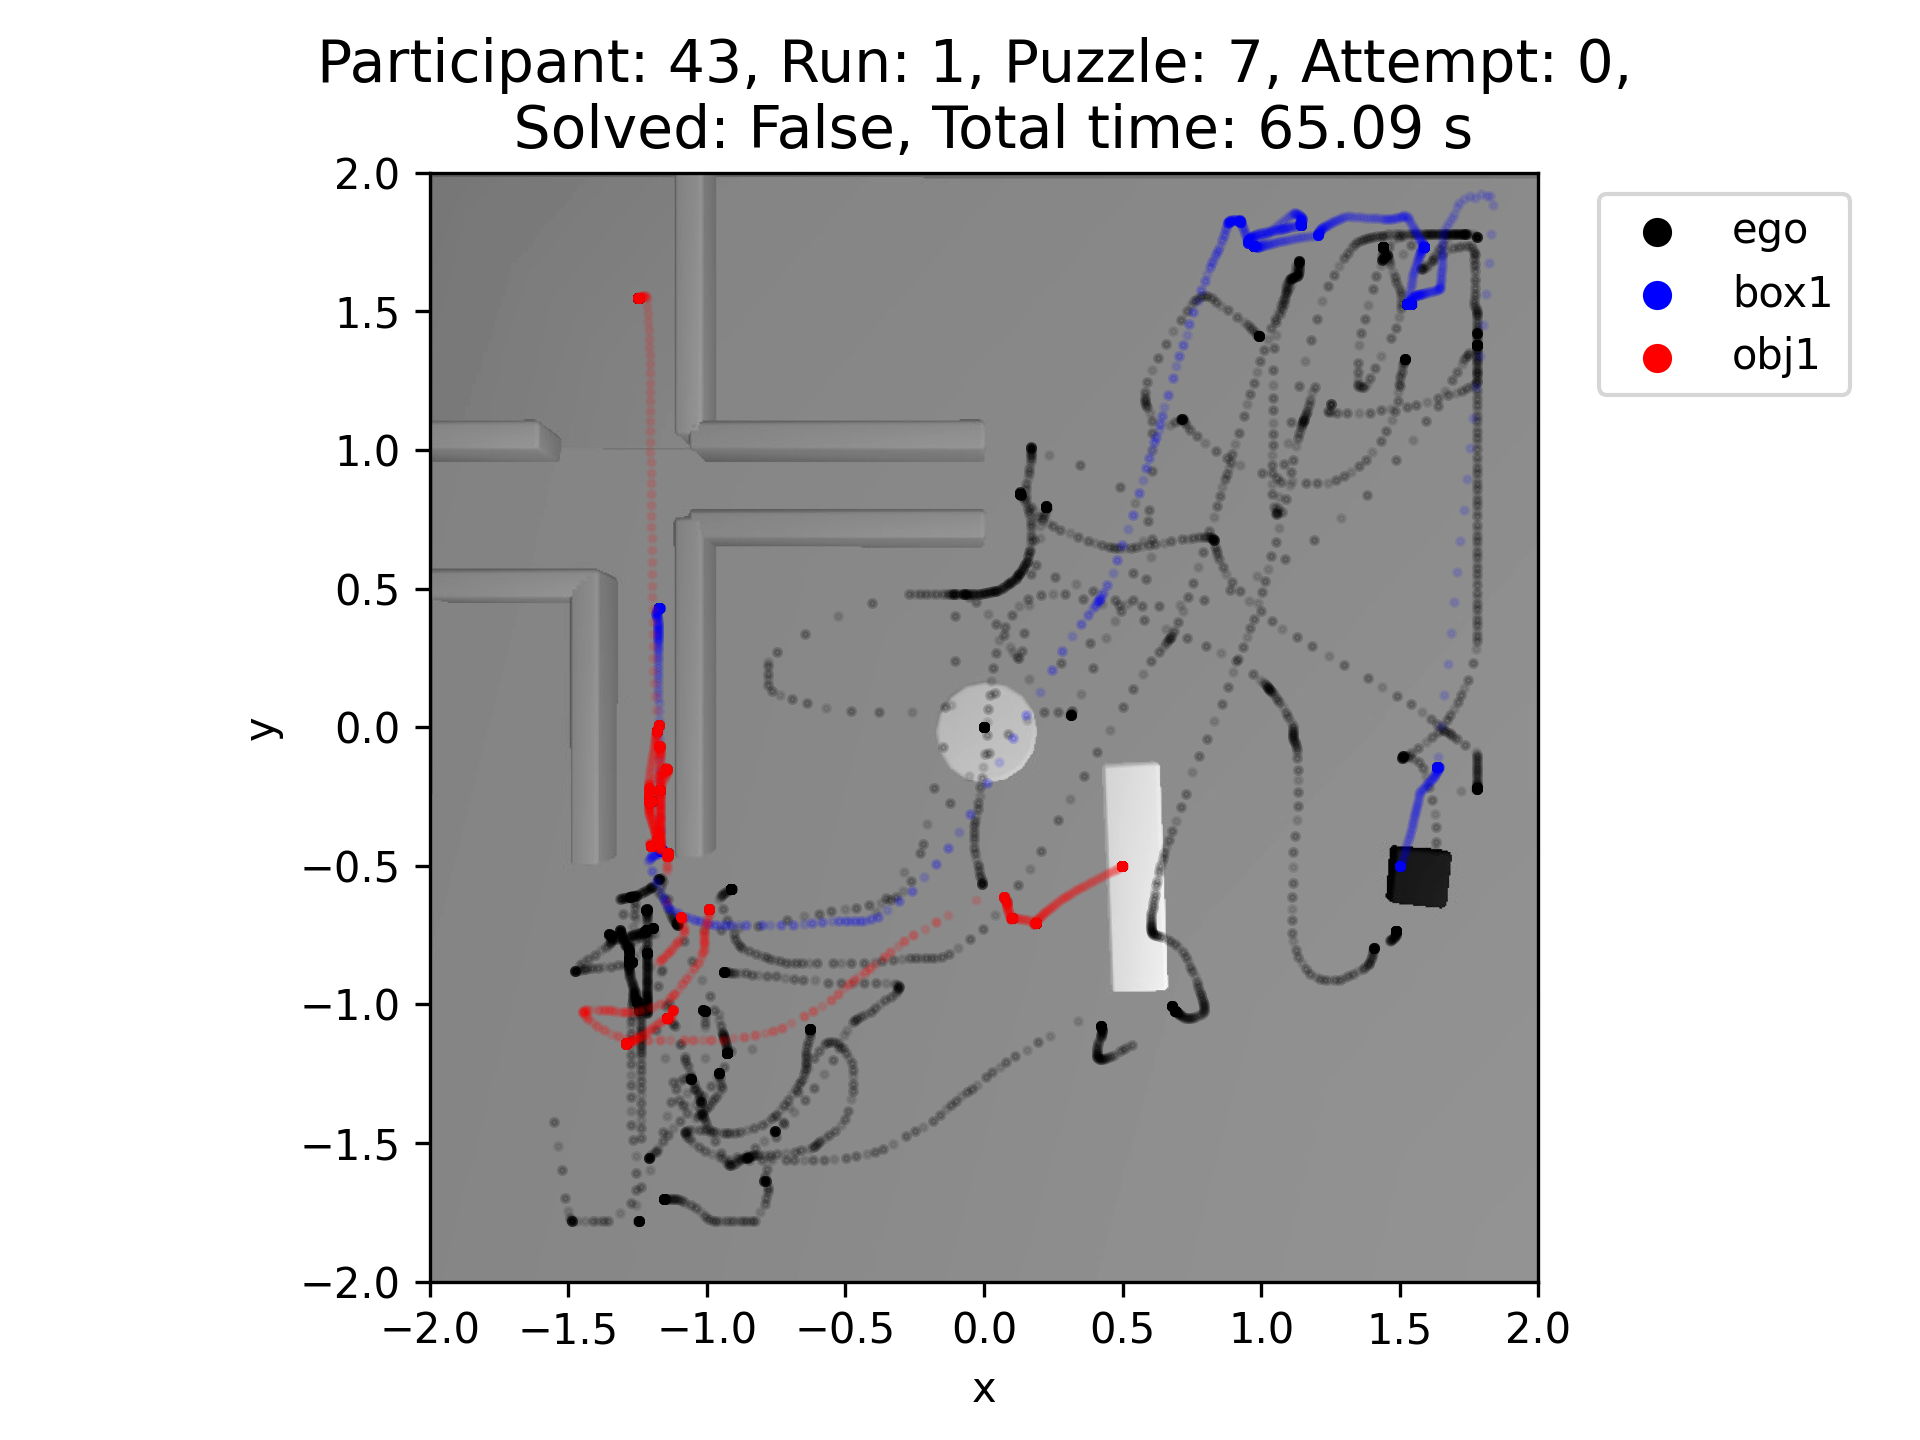 Participant: 43, Run: 1, Puzzle: 7, Attempt: 0,
Solved: False, Total time: 65.09 s
2.0
1.5
1.0
0.5
0.0
−0.5
−1.0
−1.5
−2.0
y
−2.0 −1.5 −1.0 −0.5 0.0 0.5 1.0 1.5 2.0
x
ego
box1
obj1